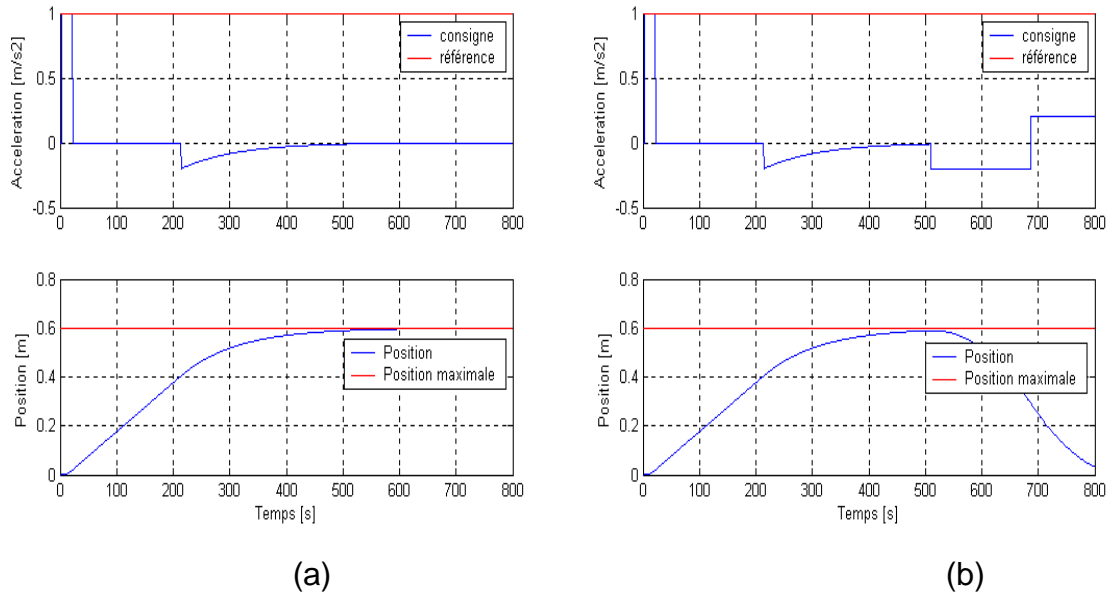 1
0.5
0
-0.5
Acceleration [m/s2]
consigne
référence
0 100 200 300 400 500 600 700 800
0.8
0.6
0.4
0.2
0
Position [m]
Position
Position maximale
0 100 200 300 400 500 600 700 800
Temps [s]
(a)
1
0.5
0
-0.5
Acceleration [m/s2]
consigne
référence
0 100 200 300 400 500 600 700 800
0.8
0.6
0.4
0.2
0
Position [m]
Position
Position maximale
0 100 200 300 400 500 600 700 800
Temps [s]
(b)